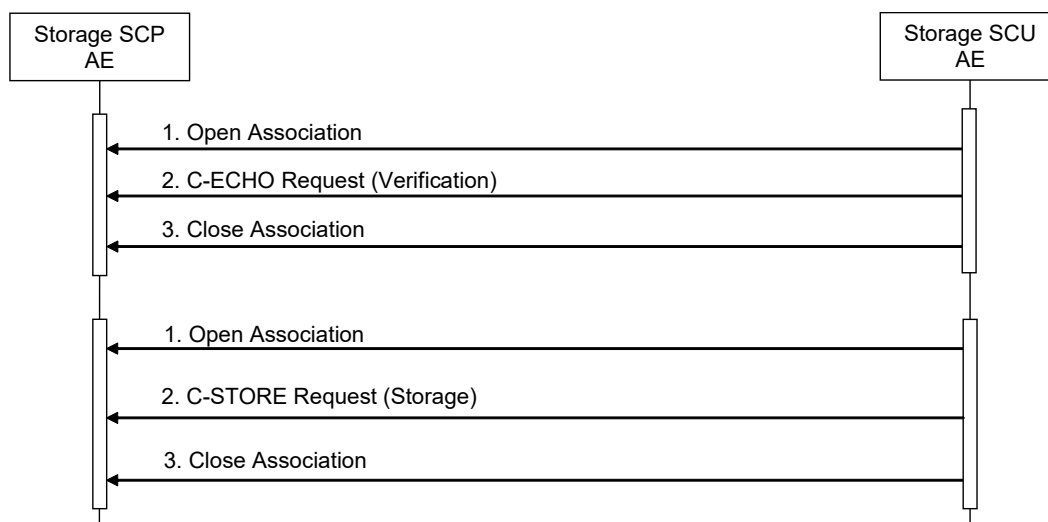 Storage SCP
AE
Storage SCU
AE
1. Open Association
2. C-ECHO Request (Verification)
3. Close Association
1. Open Association
2. C-STORE Request (Storage)
3. Close Association